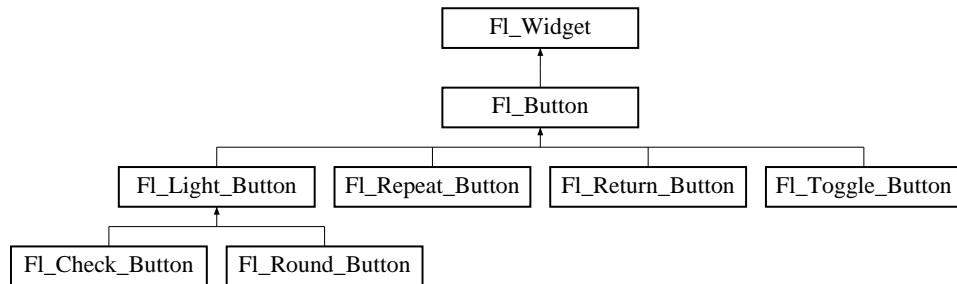 Fl_Widget
Fl_Button
Fl_Light_Button
Fl_Repeat_Button
Fl_Return_Button
Fl_Toggle_Button
Fl_Check_Button
Fl_Round_Button